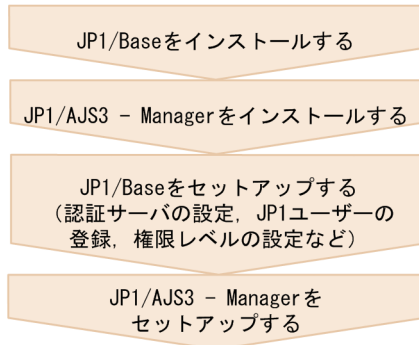 JP1/Baseをインストールする
JP1/AJS3 - Managerをインストールする
JP1/Baseをセットアップする
（認証サーバの設定，JP1ユーザーの
登録，権限レベルの設定など）
JP1/AJS3 - Managerを
セットアップする